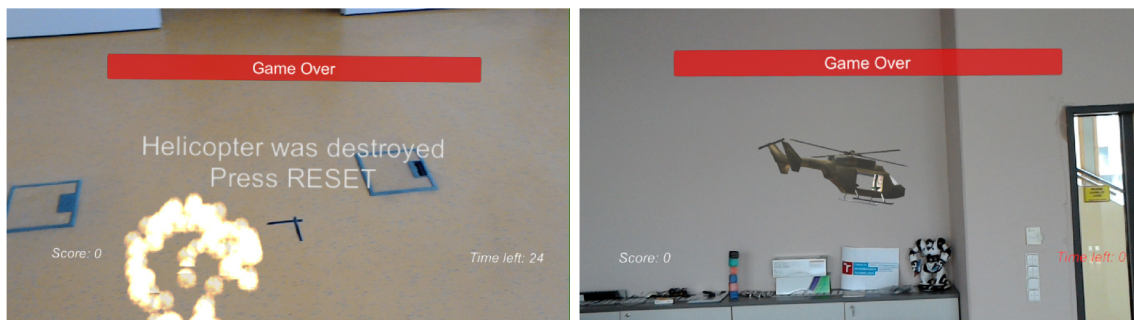 Game Over
Helicopter was destroyed
Press RESET
Score: 0
Time left: 24
Game Over
Score: 0
Time left: 0